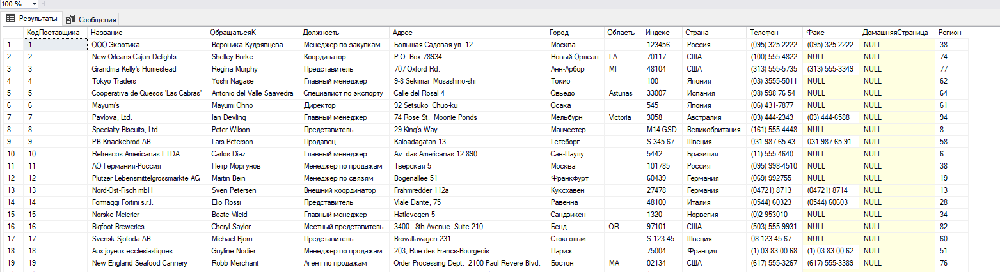 100 %
Результаты Сообщения
КодПоставщика Название ОбращатьсяК Должность Адрес Город Область Индекс Страна Телефон Факс ДомашняяСтраница Регион
1 1 ООО Экзотика Вероника Кудрявцева Менеджер по закупкам Большая Садовая ул. 12 Москва 123456 Россия (095) 325-2222 (095) 325-2222 NULL 38
2 2 New Orleans Cajun Delights Shelley Burke Координатор P.O. Box 78934 Новый Орлеан LA 70117 США (100) 555-4822 NULL NULL 74
3 3 Grandma Kelly's Homestead Regina Murphy Представитель 707 Oxford Rd. Анн-Арбор MI 48104 США (313) 555-5735 (313) 555-3349 NULL 77
4 4 Tokyo Traders Yoshi Nagase Главный менеджер 9-8 Sekimai Musashino-shi Токио 100 Япония (03) 3555-5011 NULL NULL 62
5 5 Cooperativa de Quesos 'Las Cabras' Antonio del Valle Saavedra Специалист по экспорту Calle del Rosal 4 Овьедо Asturias 33007 Испания (98) 598 76 54 NULL NULL 64
6 6 Mayumi's Mayumi Ohno Директор 92 Setsuko Chuo-ku Осака 545 Япония (06) 431-7877 NULL NULL 61
7 7 Pavlova, Ltd. Ian Devling Главный менеджер 74 Rose St. Moonie Ponds Мельбурн Victoria 3058 Австралия (03) 444-2343 (03) 444-6588 NULL 94
8 8 Specialty Biscuits, Ltd. Peter Wilson Представитель 29 King's Way Манчестер M14 GSD Великобритания (161) 555-4448 NULL NULL 8
9 9 PB Knackebrod AB Lars Peterson Продавец Kaloadagatan 13 Гетеборг S-345 67 Швеция 031-987 65 43 031-987 65 91 NULL 58
10 10 Refrescos Americanas LTDA Carlos Diaz Главный менеджер Av. das Americanas 12.890 Сан-Паулу 5442 Бразилия (11) 555 4640 NULL NULL 6
11 11 АО Германия-Россия Петр Моргунов Менеджер по продажам Тверская 5 Москва 101785 Россия (095) 998-4510 NULL NULL 38
12 12 Plutzer Lebensmittelgrossmarkte AG Martin Bein Менеджер по связям Bogenallee 51 Франкфурт 60439 Германия (069) 992755 NULL NULL 19
13 13 Nord-Ost-Fisch mbH Sven Petersen Внешний координатор Frahmredder 112a Куксхавен 27478 Германия (04721) 8713 (04721) 8714 NULL 13
14 14 Formaggi Fortini s.r.l. Elio Rossi Представитель Viale Dante, 75 Равенна 48100 Италия (0544) 60323 (0544) 60603 NULL 28
15 15 Norske Meierier Beate Vileid Главный менеджер Hatlevegen 5 Сандвикен 1320 Норвегия (0)2-953010 NULL NULL 34
16 16 Bigfoot Breweries Cheryl Saylor Местный представитель 3400 - 8th Avenue Suite 210 Бенд OR 97101 США (503) 555-9931 NULL NULL 82
17 17 Svensk Sjofoda AB Michael Bjorn Представитель Brovallavagen 231 Стокгольм S-123 45 Швеция 08-123 45 67 NULL NULL 60
18 18 Aux joyeux ecclesiastiques Guyline Nodier Менеджер по продажам 203, Rue des Francs-Bourgeois Париж 75004 Франция (1) 03.83.00.68 (1) 03.83.00.62 NULL 51
19 19 New England Seafood Cannery Robb Merchant Агент по продажам Order Processing Dept. 2100 Paul Revere Blvd. Бостон MA 02134 США (617) 555-3267 (617) 555-3389 NULL 76